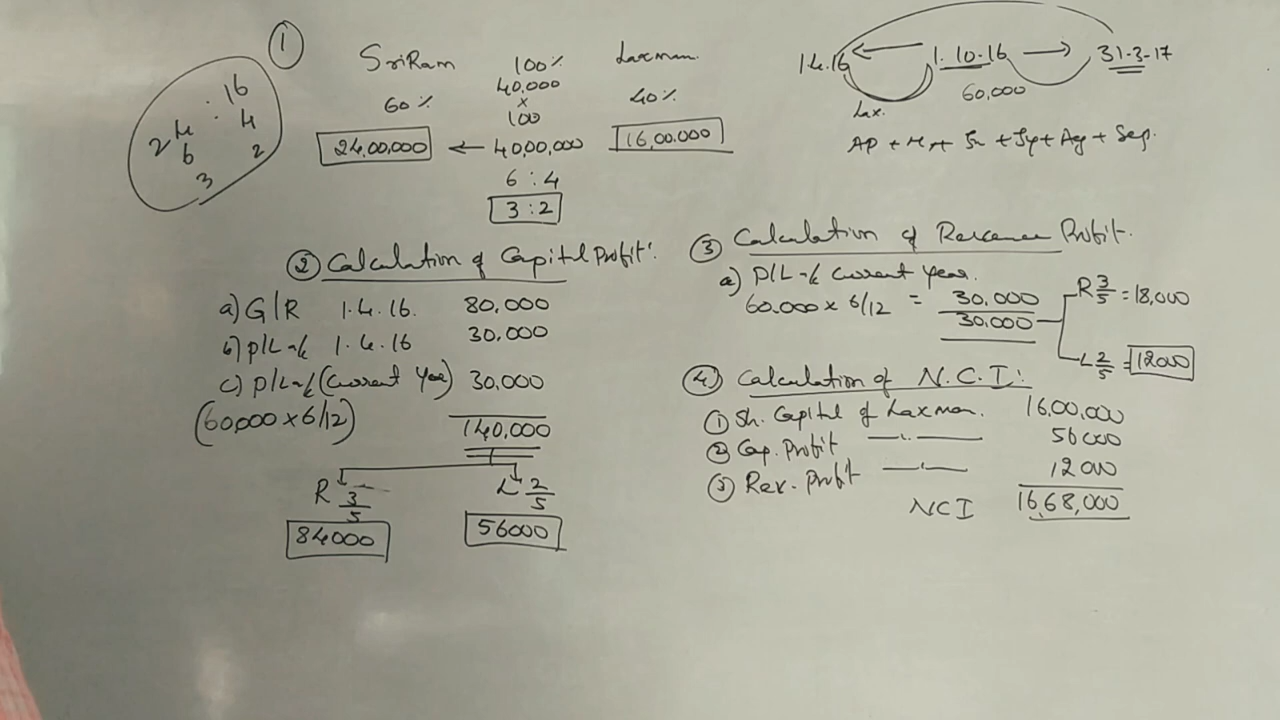 ①
SriRam 100% Laxman
40,000
60% x 40%
100
24,00,000 ← 40,00,000 16,00.000
6 : 4
3 : 2
16
4
2 4
6 2
3
1.4.16 ← 1.10.16 → 31-3-17
60,000
Lax.
AP + My + Jn + Jy + Ag + Sep.
② Calculation of Capital Profit:
a) G/R 1.4.16. 80,000
b) P/L a/c 1.4.16 30,000
c) P/L a/c (Current Year) 30,000
(60,000 x 6/12)
140,000
R 3/5 L 2/5
84000 56000
③ Calculation of Revenue Profit.
a) P/L a/c Current year.
60.000 x 6/12 = 30.000
30.000
R 3/5 = 18,000
L 2/5 = 12000
④ Calculation of N.C.I:
① Sh. Capital of Laxman. 16,00,000
② Cap. Profit —〃— 56000
③ Rev. Profit —〃— 12000
NCI 16,68,000